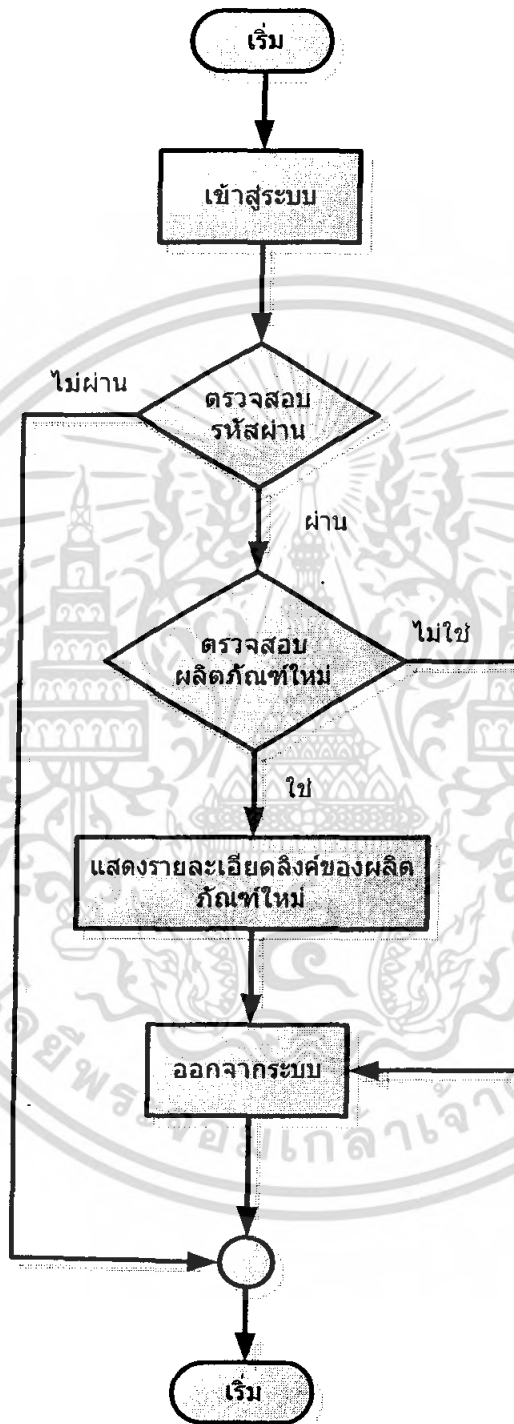 เริ่ม
เข้าสู่ระบบ
ไม่ผ่าน
ตรวจสอบ
รหัสผ่าน
ผ่าน
ตรวจสอบ
ผลิตภัณฑ์ใหม่
ไม่ใช่
ใช่
แสดงรายละเอียดลิงค์ของผลิต
ภัณฑ์ใหม่
ออกจากระบบ
เริ่ม